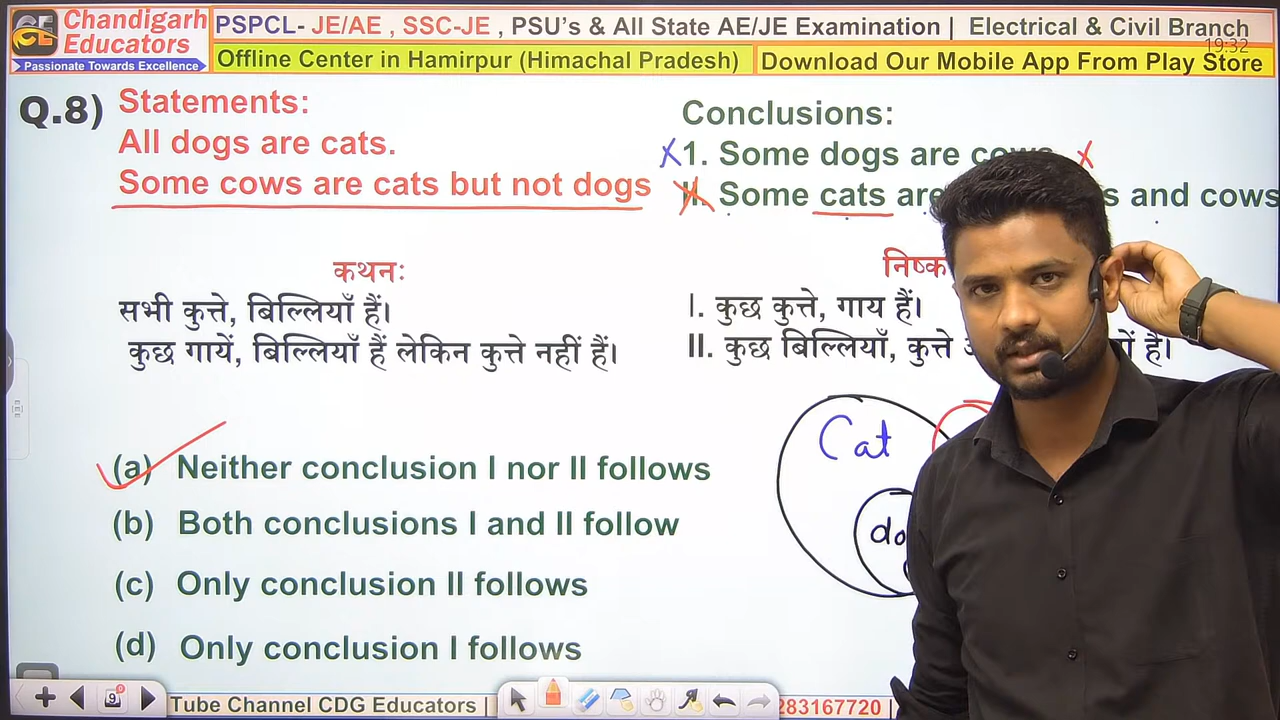 Chandigarh
Educators
Passionate Towards Excellence
PSPCL- JE/AE , SSC-JE , PSU's & All State AE/JE Examination | Electrical & Civil Branch
19:32
Offline Center in Hamirpur (Himachal Pradesh) Download Our Mobile App From Play Store
Q.8) Statements:
All dogs are cats.
Some cows are cats but not dogs
Conclusions:
1. Some dogs are cows
II. Some cats are and cows
कथनः
सभी कुत्ते, बिल्लियाँ हैं।
कुछ गायें, बिल्लियाँ हैं लेकिन कुत्ते नहीं हैं।
I. कुछ कुत्ते, गाय हैं।
II. कुछ बिल्लियाँ, कुत्ते हैं।
Cat
(a) Neither conclusion I nor II follows
(b) Both conclusions I and II follow
(c) Only conclusion II follows
(d) Only conclusion I follows
9
Tube Channel CDG Educators | 283167720 |